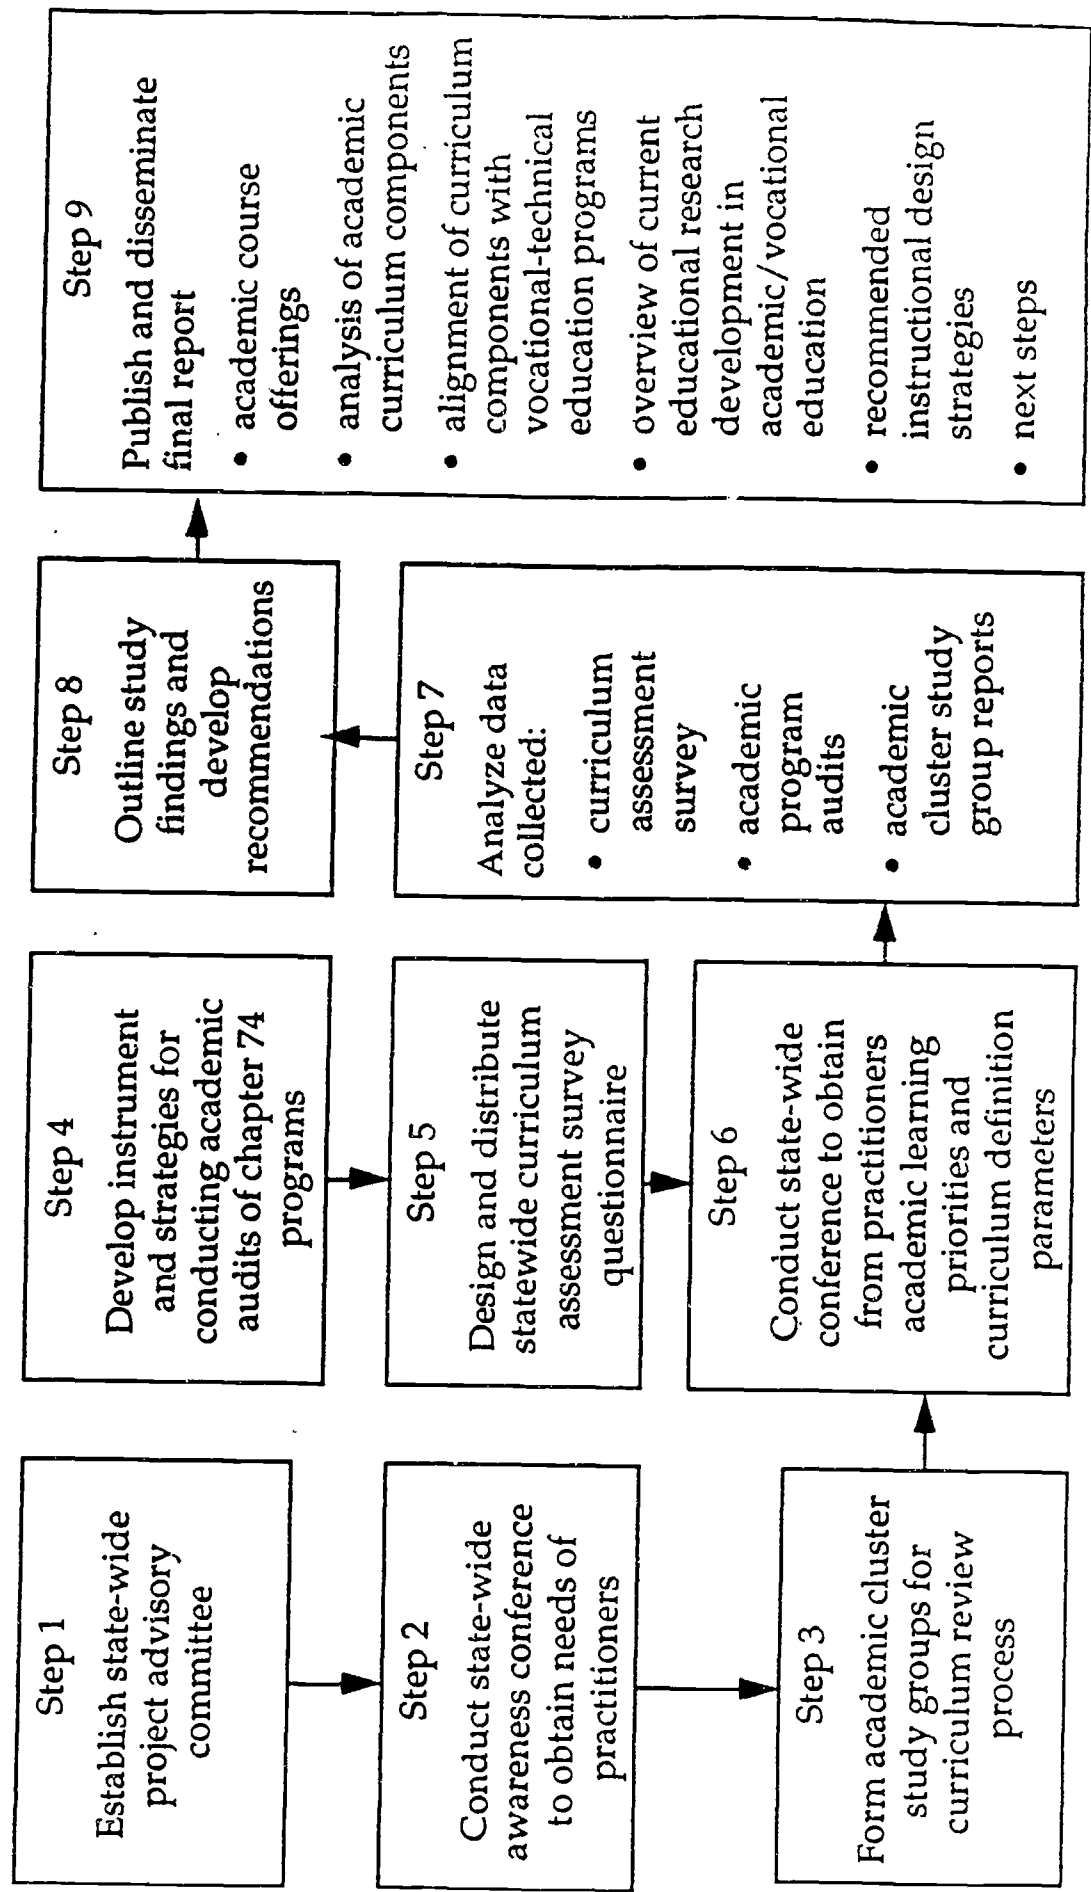 Step 1
Establish state-wide
project advisory
committee
Step 2
Conduct state-wide
awareness conference
to obtain needs of
practitioners
Step 3
Form academic cluster
study groups for
curriculum review
process
Step 4
Develop instrument
and strategies for
conducting academic
audits of chapter 74
programs
Step 5
Design and distribute
statewide curriculum
assessment survey
questionnaire
Step 6
Conduct state-wide
conference to obtain
from practitioners
academic learning
priorities and
curriculum definition
parameters
Step 7
Analyze data
collected:
• curriculum
assessment
survey
• academic
program
audits
• academic
cluster study
group reports
Step 8
Outline study
findings and
develop
recommendations
Step 9
Publish and disseminate
final report
• academic course
offerings
• analysis of academic
curriculum components
• alignment of curriculum
components with
vocational-technical
education programs
• overview of current
educational research
development in
academic/vocational
education
• recommended
instructional design
strategies
• next steps